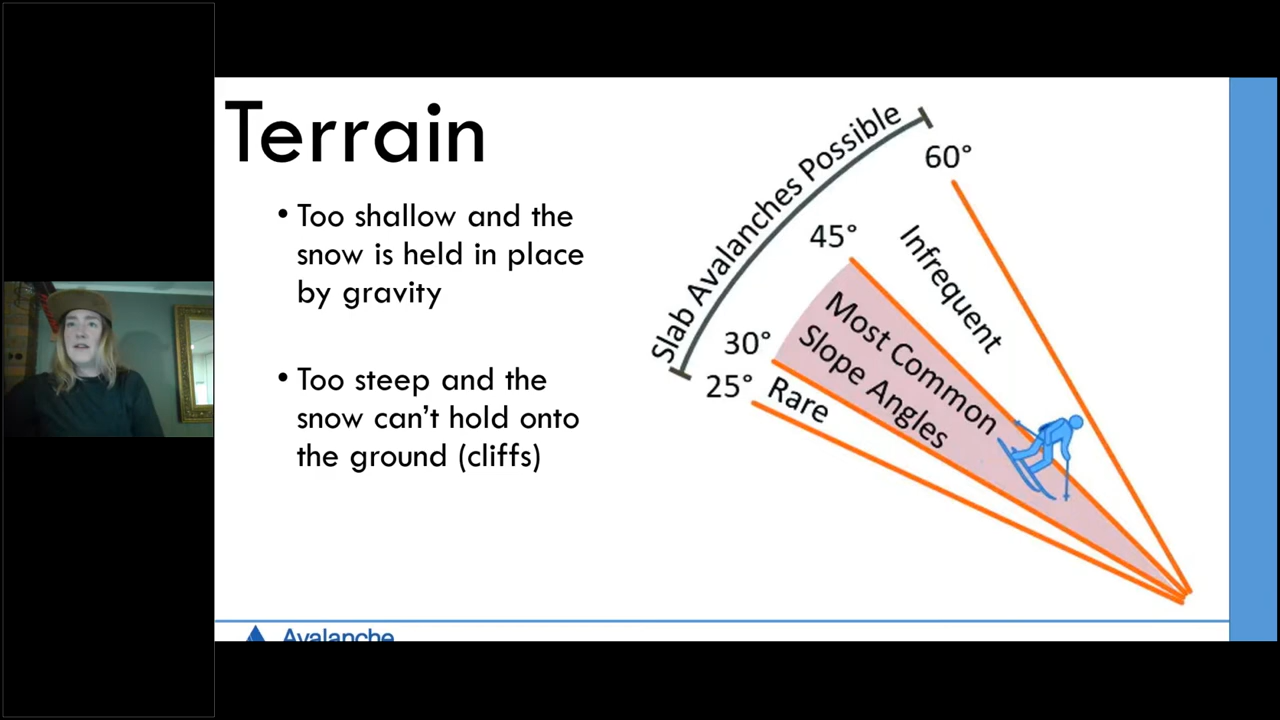 Terrain
• Too shallow and the
snow is held in place
by gravity
• Too steep and the
snow can't hold onto
the ground (cliffs)
Slab Avalanches Possible
60°
45°
Infrequent
30°
Most Common
Slope Angles
25°
Rare
Avalanche